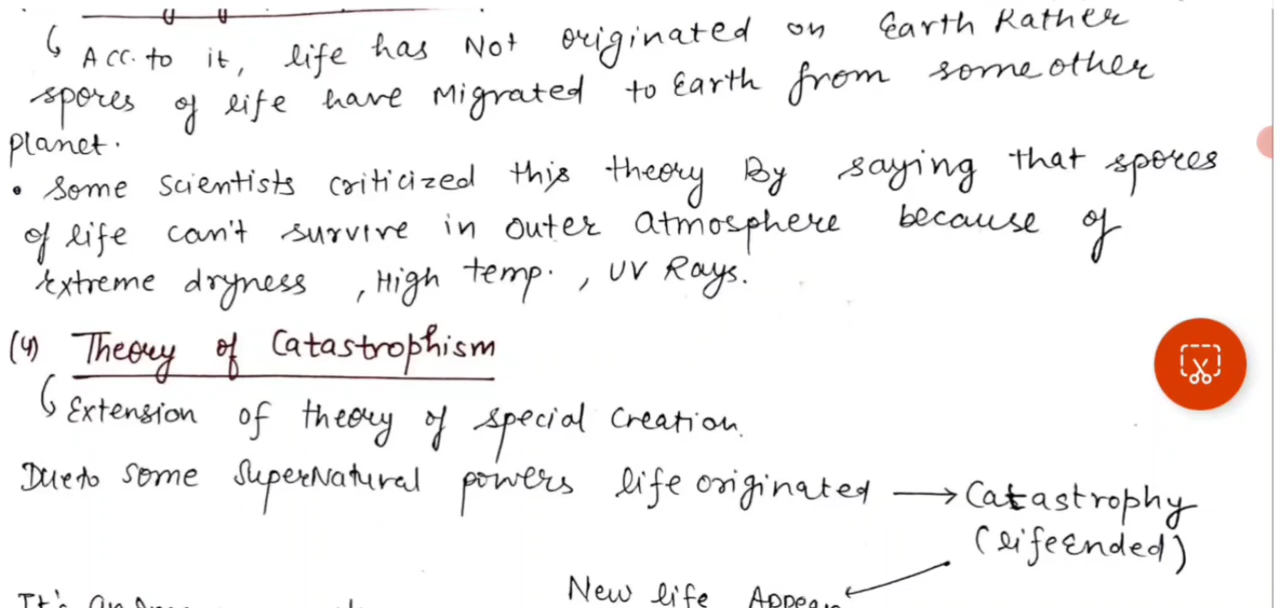 Acc. to it, life has Not originated on Earth Rather
spores of life have Migrated to Earth from some other
planet.
• Some scientists criticized this theory By saying that spores
of life can't survive in outer atmosphere because of
extreme dryness, High temp., UV Rays.
(4) Theory of Catastrophism
Extension of theory of special creation.
Due to some SuperNatural powers life originated → Catastrophy
(life Ended)
New life Appear
It's an